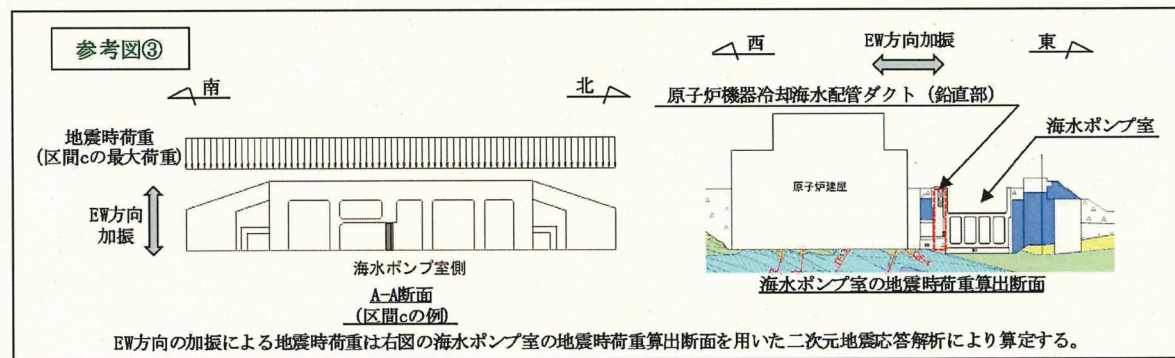 参考図③
南
北
地震時荷重
(区間cの最大荷重)
EW方向
加振
海水ポンプ室側
A-A断面
(区間cの例)
西
EW方向加振
東
原子炉機器冷却海水配管ダクト（鉛直部）
海水ポンプ室
原子炉建屋
海水ポンプ室の地震時荷重算出断面
EW方向の加振による地震時荷重は右図の海水ポンプ室の地震時荷重算出断面を用いた二次元地震応答解析により算定する。